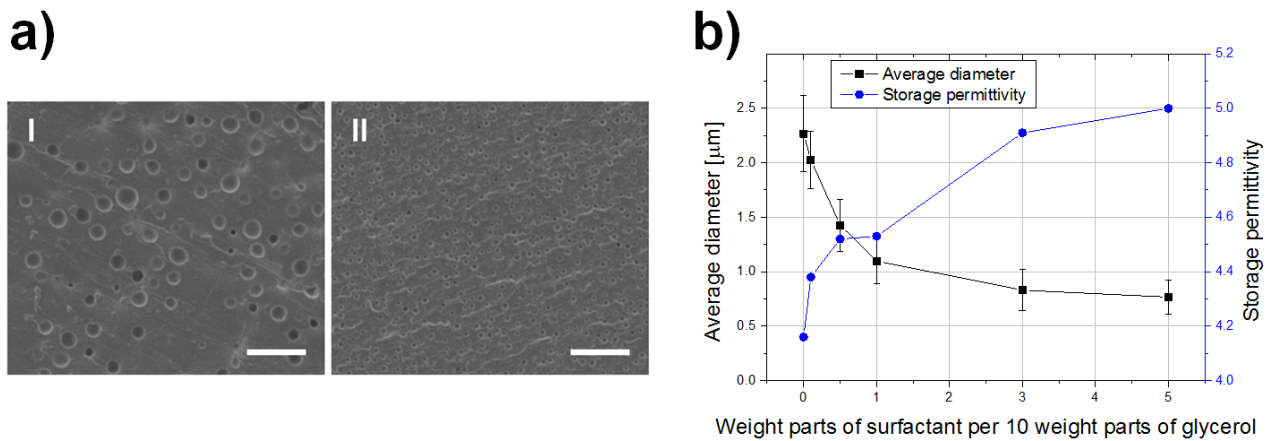 a)
I
II
b)
Average diameter
Storage permittivity
5.2
5.0
4.8
4.6
4.4
4.2
4.0
2.5
2.0
1.5
1.0
0.5
0.0
0 1 2 3 4 5
Average diameter [μm]
Storage permittivity
Weight parts of surfactant per 10 weight parts of glycerol